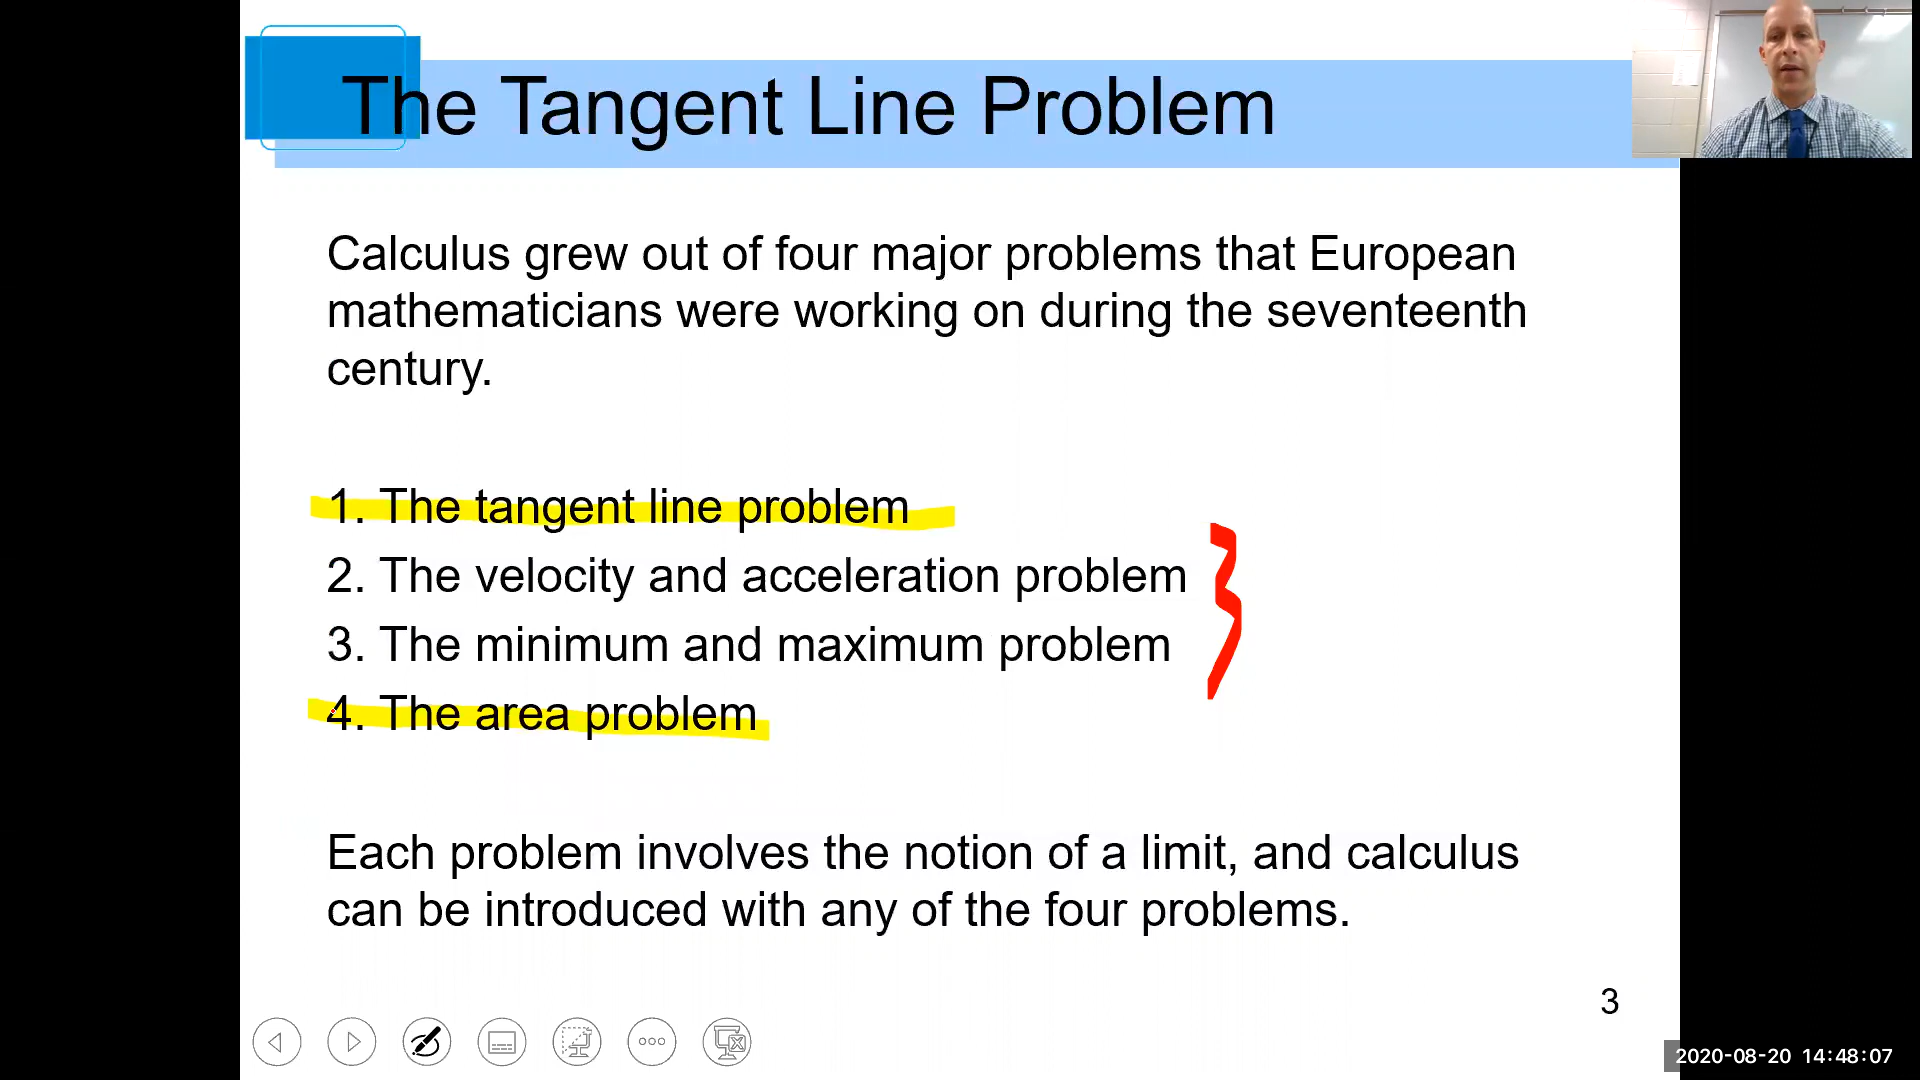 The Tangent Line Problem
Calculus grew out of four major problems that European
mathematicians were working on during the seventeenth
century.
1. The tangent line problem
2. The velocity and acceleration problem
3. The minimum and maximum problem
4. The area problem
Each problem involves the notion of a limit, and calculus
can be introduced with any of the four problems.
3
2020-08-20 14:48:07